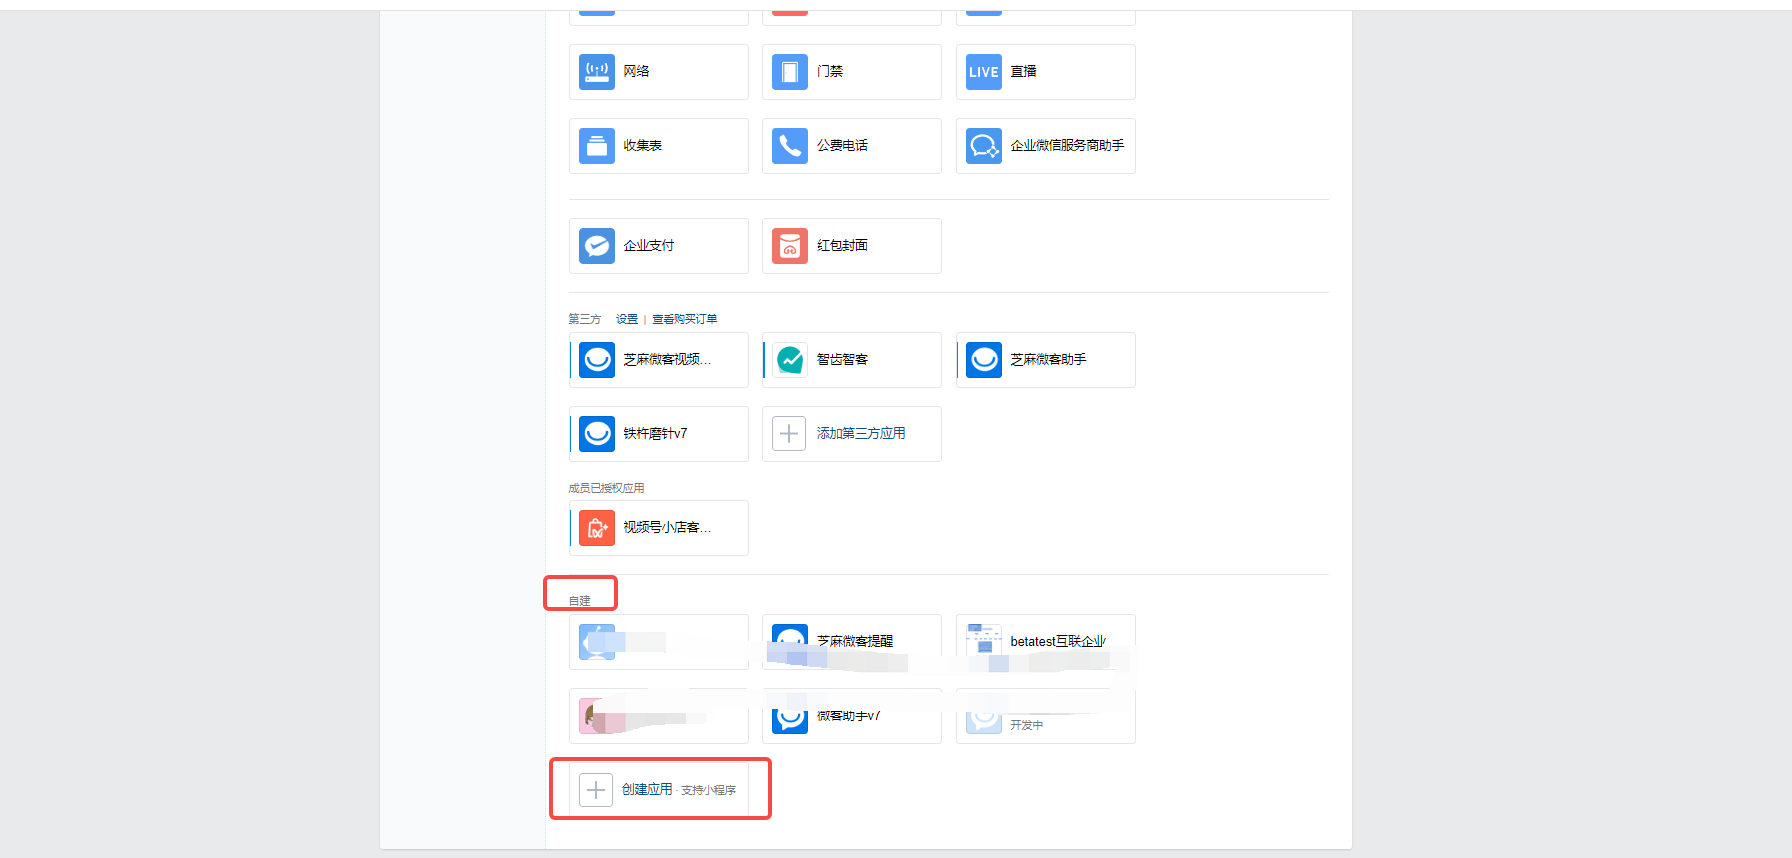 网络
门禁
LIVE 直播
收集表
公费电话
企业微信服务商助手
企业支付
红包封面
第三方 设置 | 查看购买订单
芝麻微客视频...
智齿智客
芝麻微客助手
铁杵磨针v7
添加第三方应用
成员已授权应用
视频号小店客...
自建
芝麻微客提醒
betatest互联企业
微客助手v7
开发中
创建应用 · 支持小程序